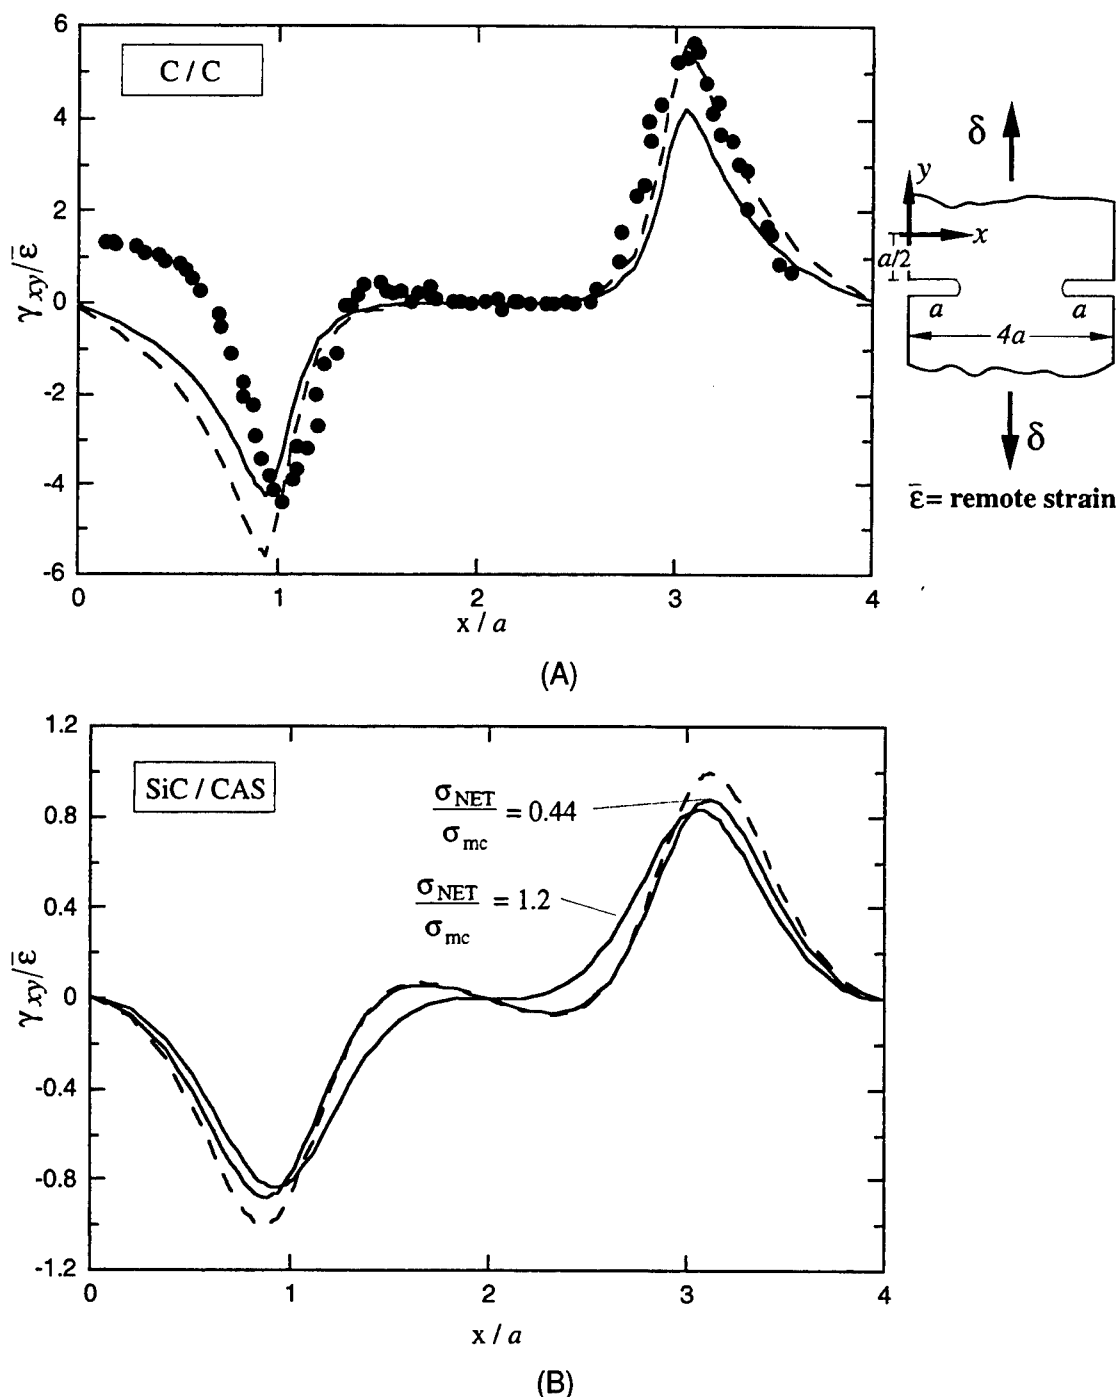 6
4
2
0
-2
-4
-6
C / C
γxy/ε̅
0
1
2
3
4
x / a
(A)
δ
y
x
a/2
a
a
4a
δ
ε̅= remote strain
1.2
0.8
0.4
0
-0.4
-0.8
-1.2
SiC / CAS
σNET
σmc
= 0.44
σNET
σmc
= 1.2
γxy/ε̅
0
1
2
3
4
x / a
(B)